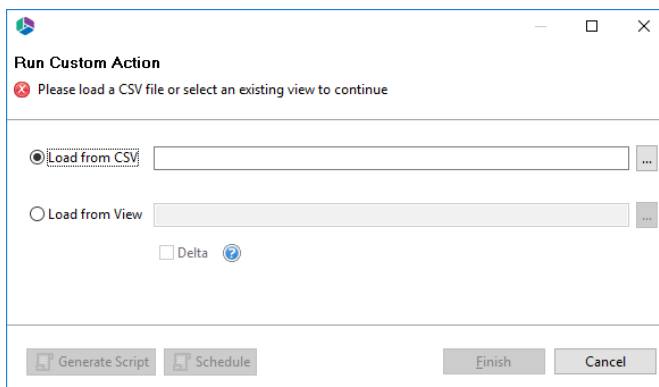 Run Custom Action
Please load a CSV file or select an existing view to continue
Load from CSV
...
Load from View
...
Delta
?
Generate Script
Schedule
Finish
Cancel